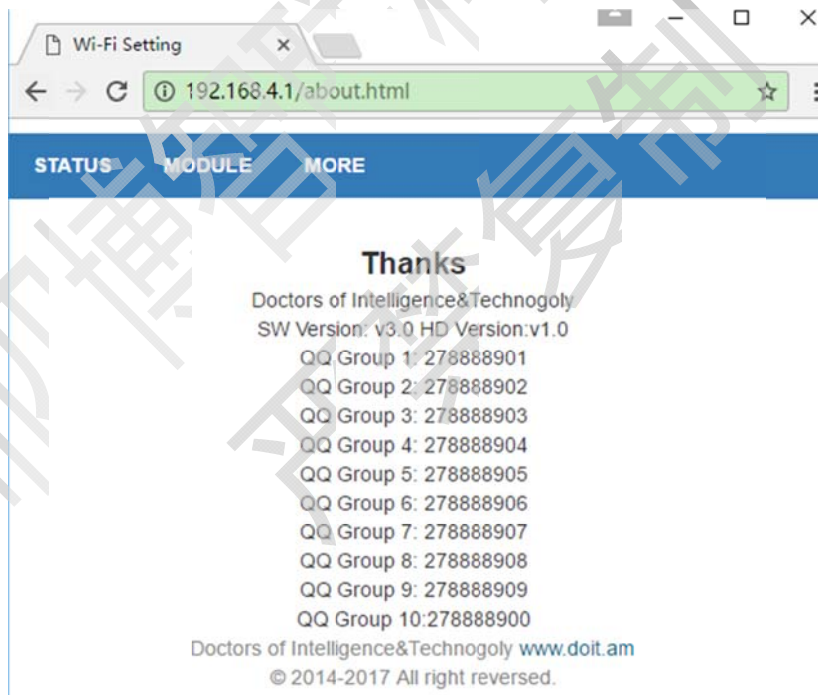 Wi-Fi Setting
192.168.4.1/about.html
STATUS MODULE MORE
Thanks
Doctors of Intelligence&Technogoly
SW Version: v3.0 HD Version:v1.0
QQ Group 1: 278888901
QQ Group 2: 278888902
QQ Group 3: 278888903
QQ Group 4: 278888904
QQ Group 5: 278888905
QQ Group 6: 278888906
QQ Group 7: 278888907
QQ Group 8: 278888908
QQ Group 9: 278888909
QQ Group 10:278888900
Doctors of Intelligence&Technogoly www.doit.am
© 2014-2017 All right reversed.
严禁复制